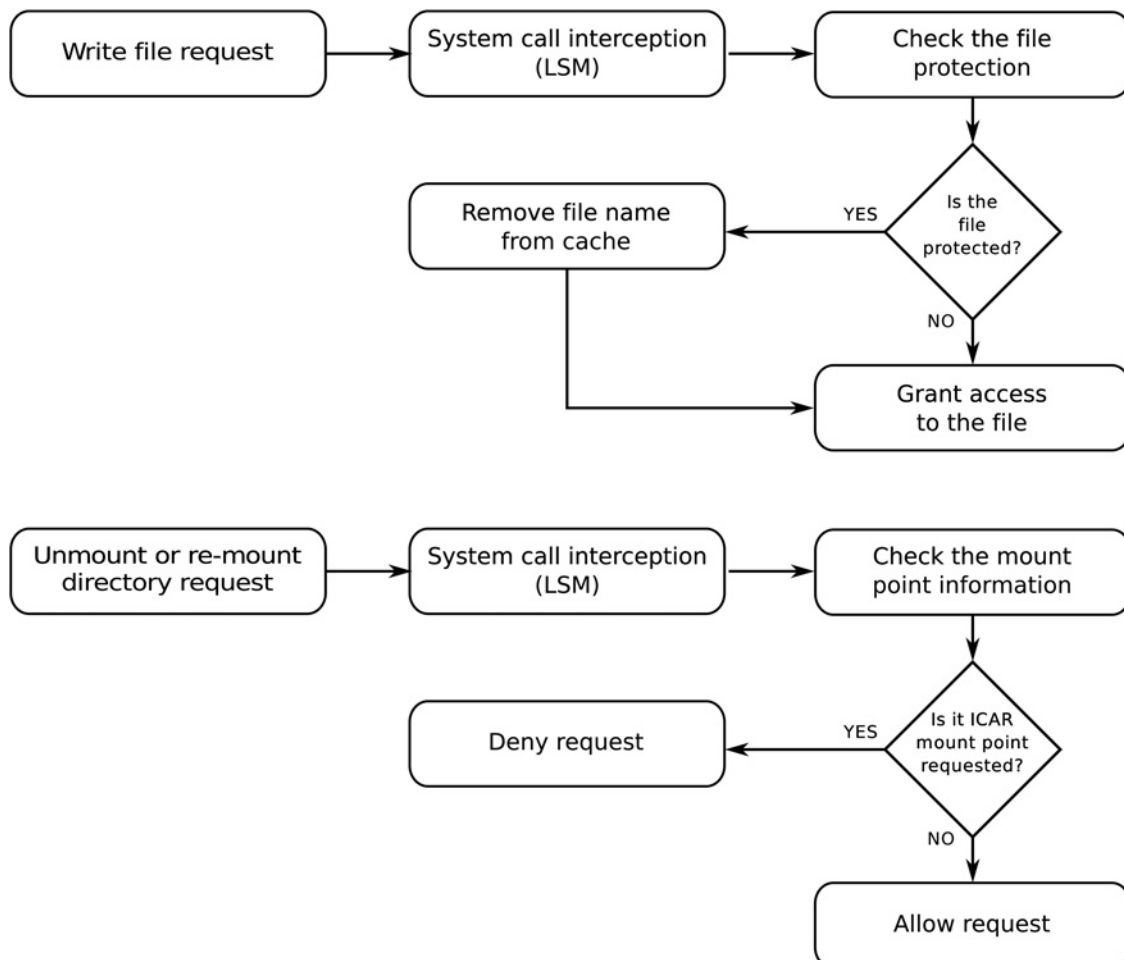 Write file request
System call interception
(LSM)
Check the file
protection
Is the
file
protected?
YES
Remove file name
from cache
NO
Grant access
to the file
Unmount or re-mount
directory request
System call interception
(LSM)
Check the mount
point information
Is it ICAR
mount point
requested?
YES
Deny request
NO
Allow request